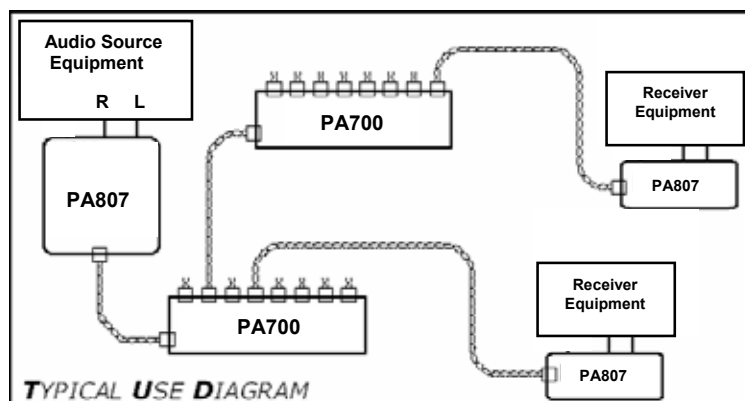 Audio Source
Equipment
R L
PA807
PA700
Receiver
Equipment
PA807
PA700
Receiver
Equipment
PA807
TYPICAL USE DIAGRAM